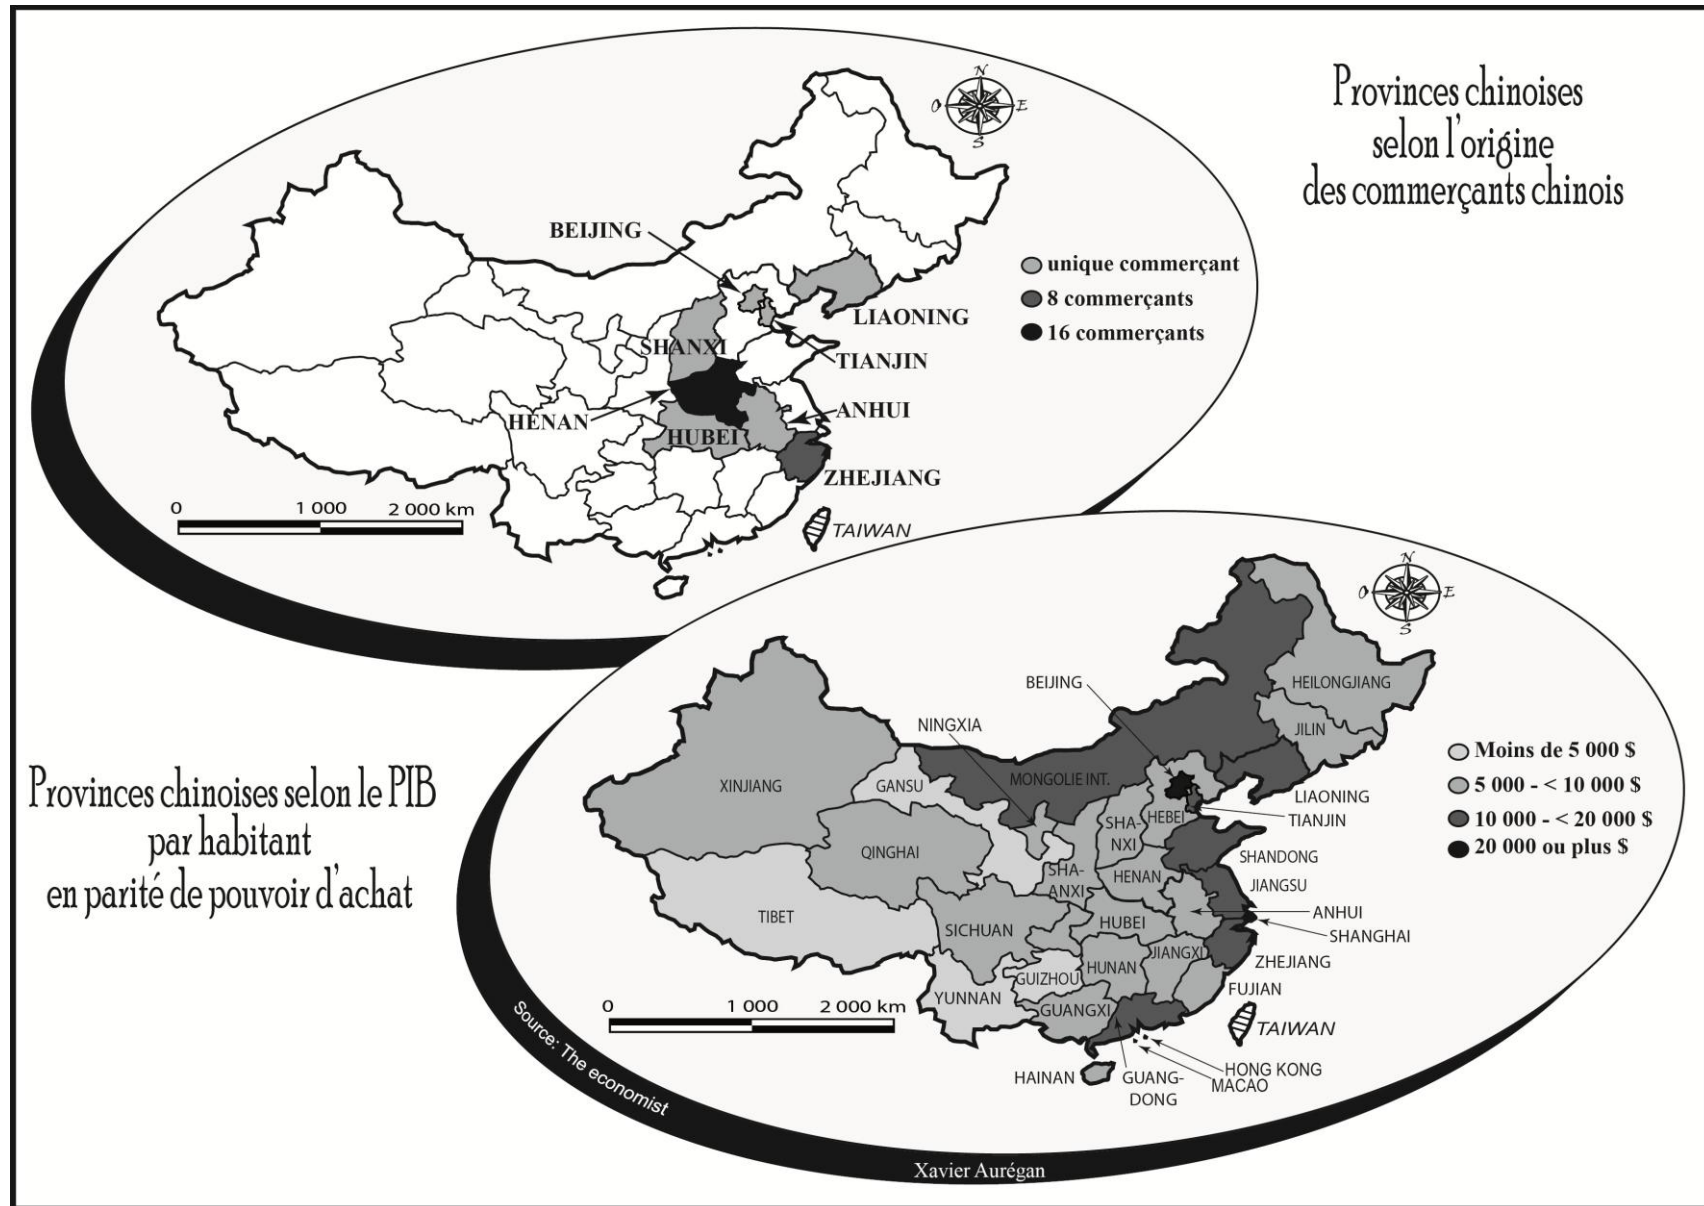 Provinces chinoises
selon l'origine
des commerçants chinois
N
O
E
S
BEIJING
unique commerçant
8 commerçants
16 commerçants
LIAONING
SHANXI
TIANJIN
HENAN
ANHUI
HUBEI
ZHEJIANG
0 1 000 2 000 km
TAIWAN
Provinces chinoises selon le PIB
par habitant
en parité de pouvoir d'achat
N
O
E
S
BEIJING
HEILONGJIANG
NINGXIA
JILIN
Moins de 5 000 $
5 000 - < 10 000 $
10 000 - < 20 000 $
20 000 ou plus $
XINJIANG
GANSU
MONGOLIE INT.
LIAONING
TIANJIN
HEBEI
SHA-
NXI
QINGHAI
SHANDONG
SHA-
ANXI
HENAN
JIANGSU
TIBET
ANHUI
SICHUAN
HUBEI
SHANGHAI
JIANGXI
ZHEJIANG
HUNAN
GUIZHOU
FUJIAN
YUNNAN
GUANGXI
0 1 000 2 000 km
TAIWAN
HONG KONG
MACAO
HAINAN
GUANG-
DONG
Source: The economist
Xavier Aurégan